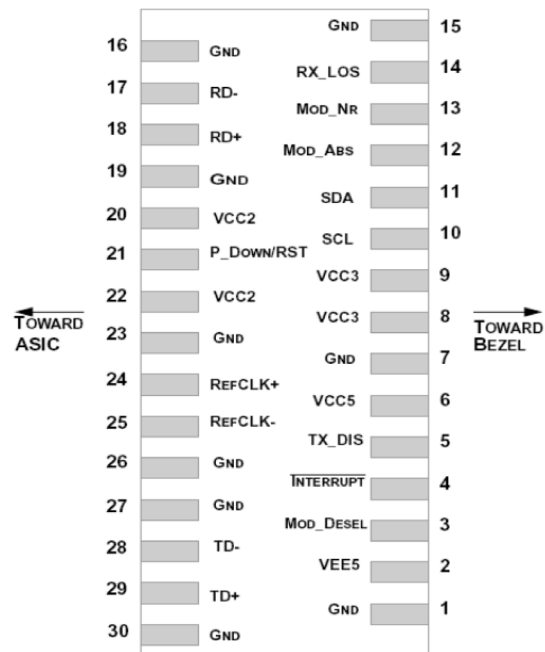 GND 15
16 GND
RX_LOS 14
17 RD-
MOD_NR 13
18 RD+
MOD_ABS 12
19 GND
SDA 11
20 VCC2
SCL 10
21 P_DOWN/RST
VCC3 9
22 VCC2
VCC3 8
TOWARD
ASIC
TOWARD
BEZEL
23 GND
GND 7
24 REFCLK+
VCC5 6
25 REFCLK-
TX_DIS 5
26 GND
INTERRUPT 4
27 GND
MOD_DESEL 3
28 TD-
VEE5 2
29 TD+
GND 1
30 GND